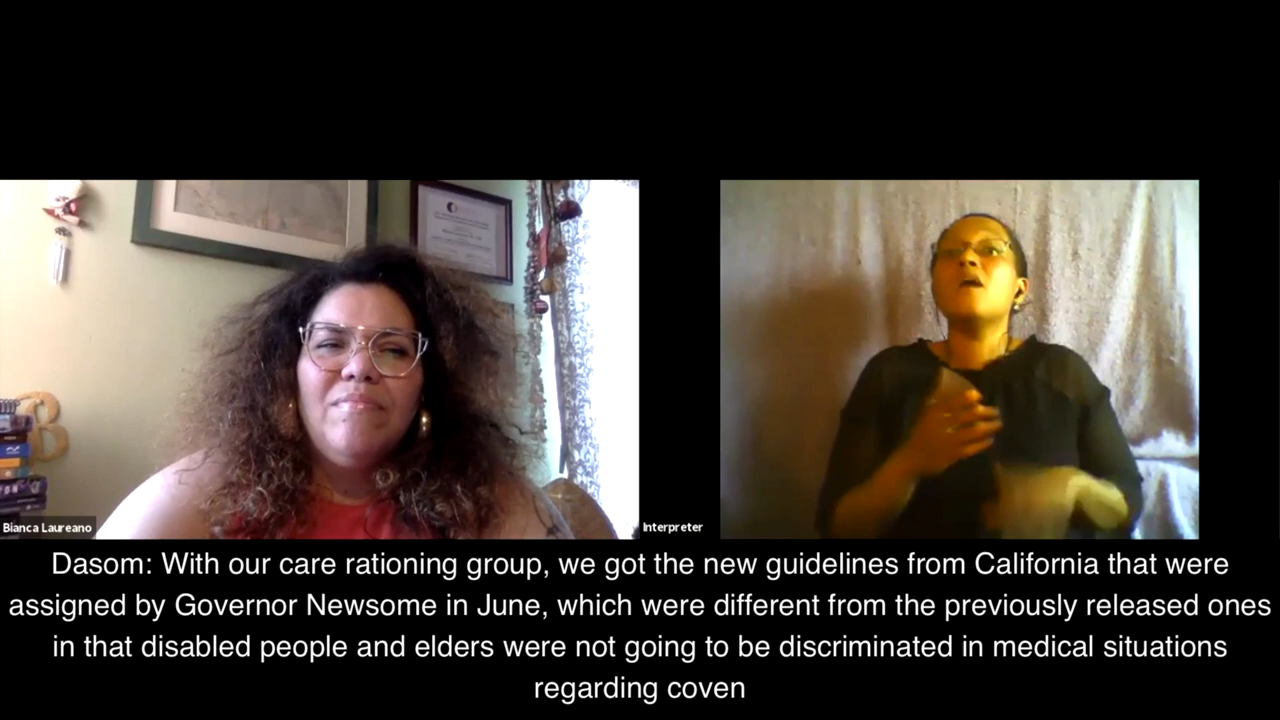 Bianca Laureano
Interpreter
Dasom: With our care rationing group, we got the new guidelines from California that were
assigned by Governor Newsome in June, which were different from the previously released ones
in that disabled people and elders were not going to be discriminated in medical situations
regarding coven